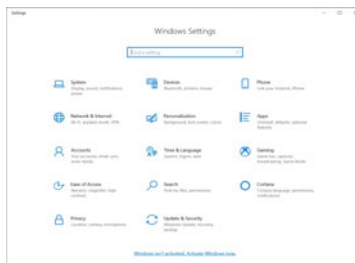 Settings
Windows Settings
Find a setting
System
Display, sound, notifications,
power
Devices
Bluetooth, printers, mouse
Phone
Link your Android, iPhone
Network & Internet
Wi-Fi, airplane mode, VPN
Personalization
Background, lock screen, colors
Apps
Uninstall, defaults, optional
features
Accounts
Your accounts, email, sync,
work, family
Time & Language
Speech, region, date
Gaming
Game bar, captures,
broadcasting, Game Mode
Ease of Access
Narrator, magnifier, high
contrast
Search
Find my files, permissions
Cortana
Cortana language, permissions,
notifications
Privacy
Location, camera, microphone
Update & Security
Windows Update, recovery,
backup
Windows isn't activated. Activate Windows now.